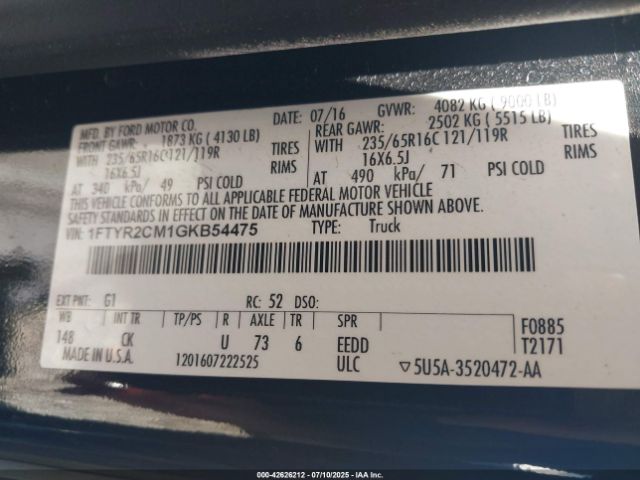 MFD. BY FORD MOTOR CO. DATE: 07/16 GVWR: 4082 KG ( 9000 LB)
FRONT GAWR: 1873 KG ( 4130 LB) REAR GAWR: 2502 KG ( 5515 LB)
WITH 235/65R16C 121/119R TIRES WITH 235/65R16C 121/119R TIRES
16X6.5J RIMS 16X6.5J RIMS
AT 340 kPa/ 49 PSI COLD AT 490 kPa/ 71 PSI COLD
THIS VEHICLE CONFORMS TO ALL APPLICABLE FEDERAL MOTOR VEHICLE
SAFETY STANDARDS IN EFFECT ON THE DATE OF MANUFACTURE SHOWN ABOVE.
VIN: 1FTYR2CM1GKB54475 TYPE: Truck
EXT PNT: G1 RC: 52 DSO:
WB INT TR TP/PS R AXLE TR SPR F0885
148 CK U 73 6 EEDD T2171
MADE IN U.S.A. 1201607222525 ULC ▽5U5A-3520472-AA
000-42626212 - 07/10/2025 - IAAI.COM